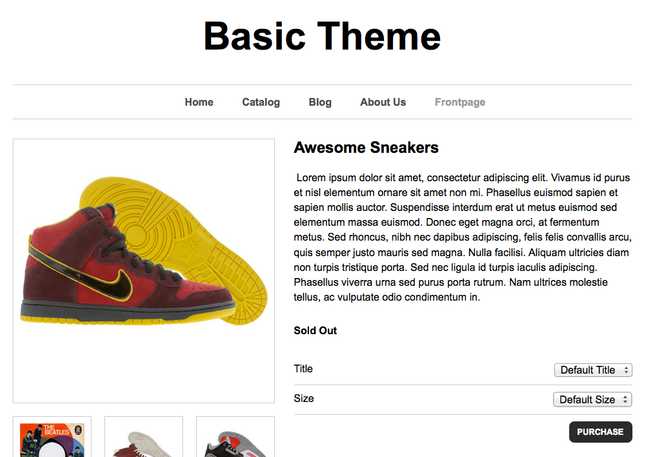 Basic Theme
Home Catalog Blog About Us Frontpage
Awesome Sneakers
Lorem ipsum dolor sit amet, consectetur adipiscing elit. Vivamus id purus
et nisl elementum ornare sit amet non mi. Phasellus euismod sapien et
sapien mollis auctor. Suspendisse interdum erat ut metus euismod sed
elementum massa euismod. Donec eget magna orci, at fermentum
metus. Sed rhoncus, nibh nec dapibus adipiscing, felis felis convallis arcu,
quis semper justo mauris sed magna. Nulla facilisi. Aliquam ultricies diam
non turpis tristique porta. Sed nec ligula id turpis iaculis adipiscing.
Phasellus viverra urna sed purus porta rutrum. Nam ultrices molestie
tellus, ac vulputate odio condimentum in.
Sold Out
Title Default Title
Size Default Size
PURCHASE
THE
BEATLES